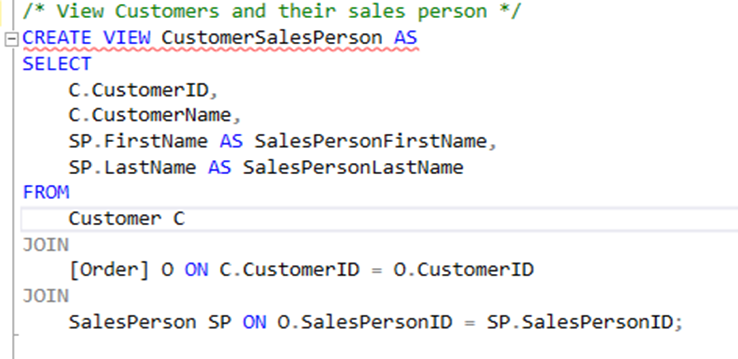 /* View Customers and their sales person */
CREATE VIEW CustomerSalesPerson AS
SELECT
C.CustomerID,
C.CustomerName,
SP.FirstName AS SalesPersonFirstName,
SP.LastName AS SalesPersonLastName
FROM
Customer C
JOIN
[Order] O ON C.CustomerID = O.CustomerID
JOIN
SalesPerson SP ON O.SalesPersonID = SP.SalesPersonID;